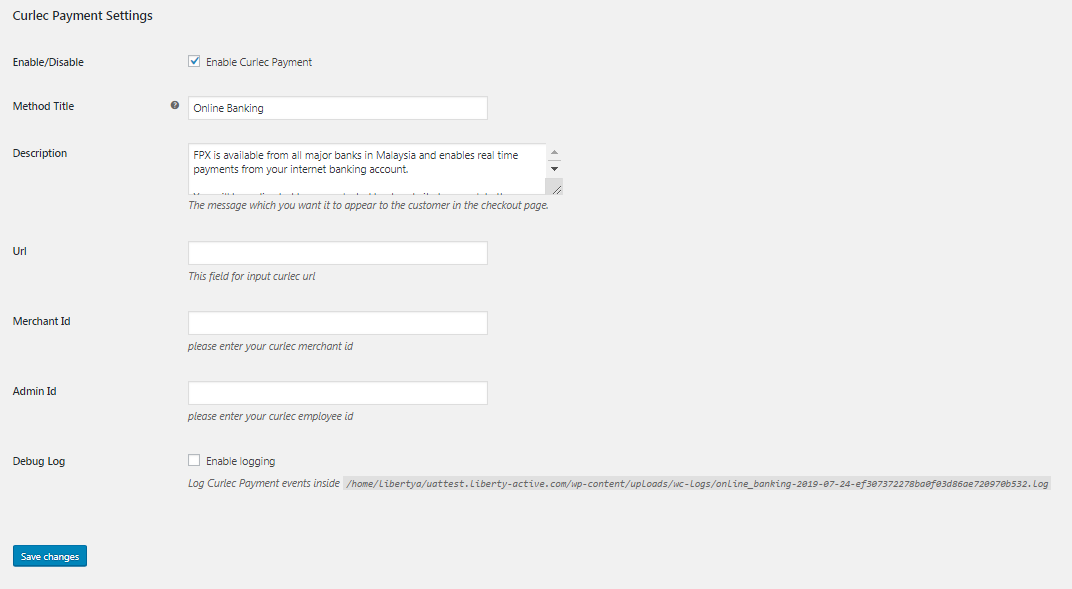 Curlec Payment Settings
Enable/Disable
Enable Curlec Payment
Method Title
Online Banking
Description
FPX is available from all major banks in Malaysia and enables real time
payments from your internet banking account.
The message which you want it to appear to the customer in the checkout page.
Url
This field for input curlec url
Merchant Id
please enter your curlec merchant id
Admin Id
please enter your curlec employee id
Debug Log
Enable logging
Log Curlec Payment events inside /home/libertya/uattest.liberty-active.com/wp-content/uploads/wc-logs/online_banking-2019-07-24-ef307372278ba0f03d86ae720970b532.log
Save changes